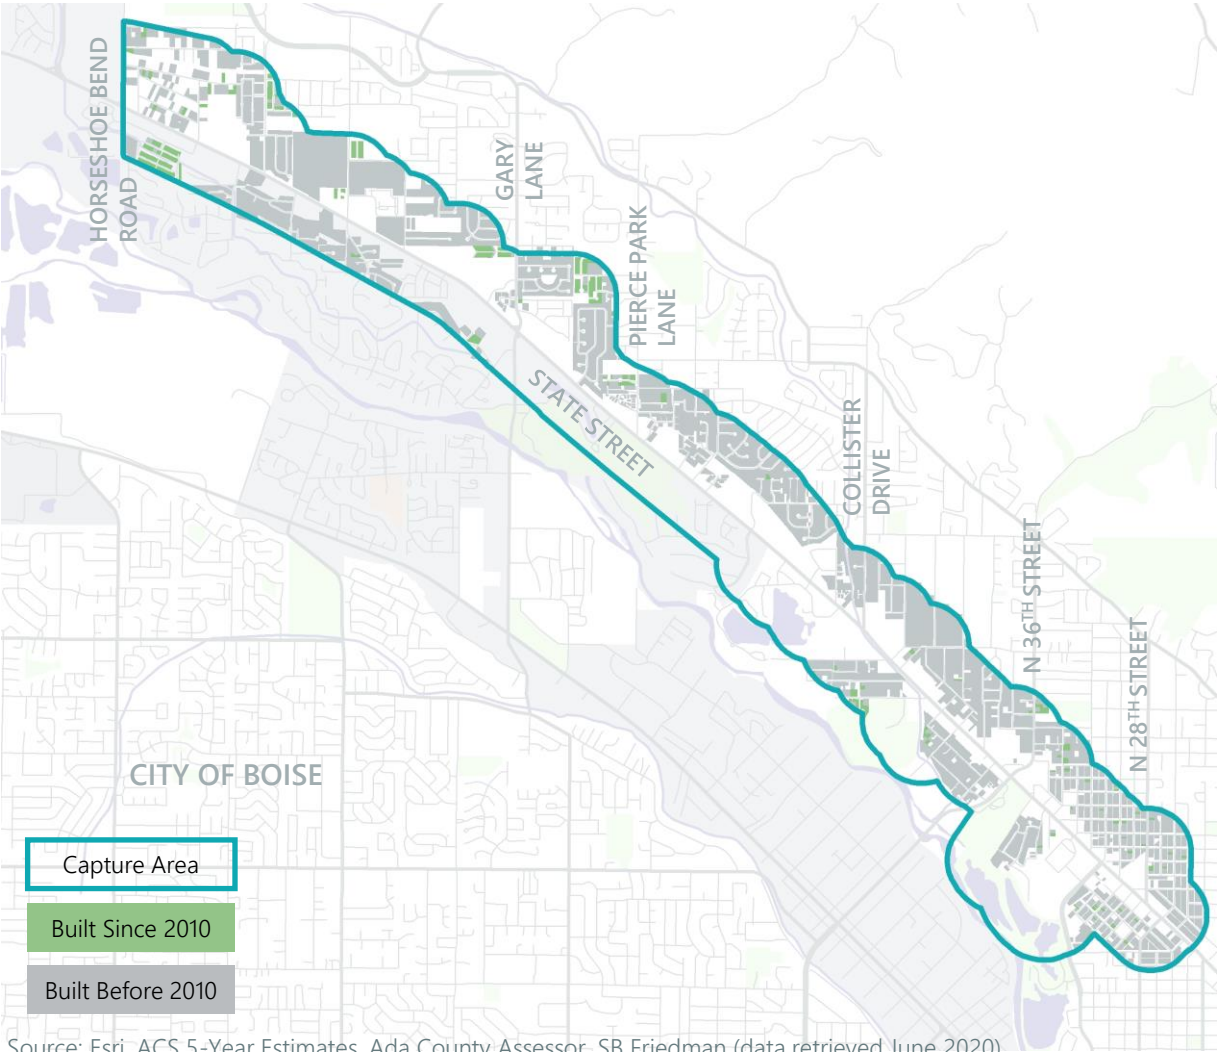 HORSESHOE BEND
ROAD
GARY
LANE
PIERCE PARK
LANE
STATE STREET
COLLISTER
DRIVE
N 36TH STREET
N 28TH STREET
CITY OF BOISE
Capture Area
Built Since 2010
Built Before 2010
Source: Esri, ACS 5-Year Estimates, Ada County Assessor, SB Friedman (data retrieved June 2020)